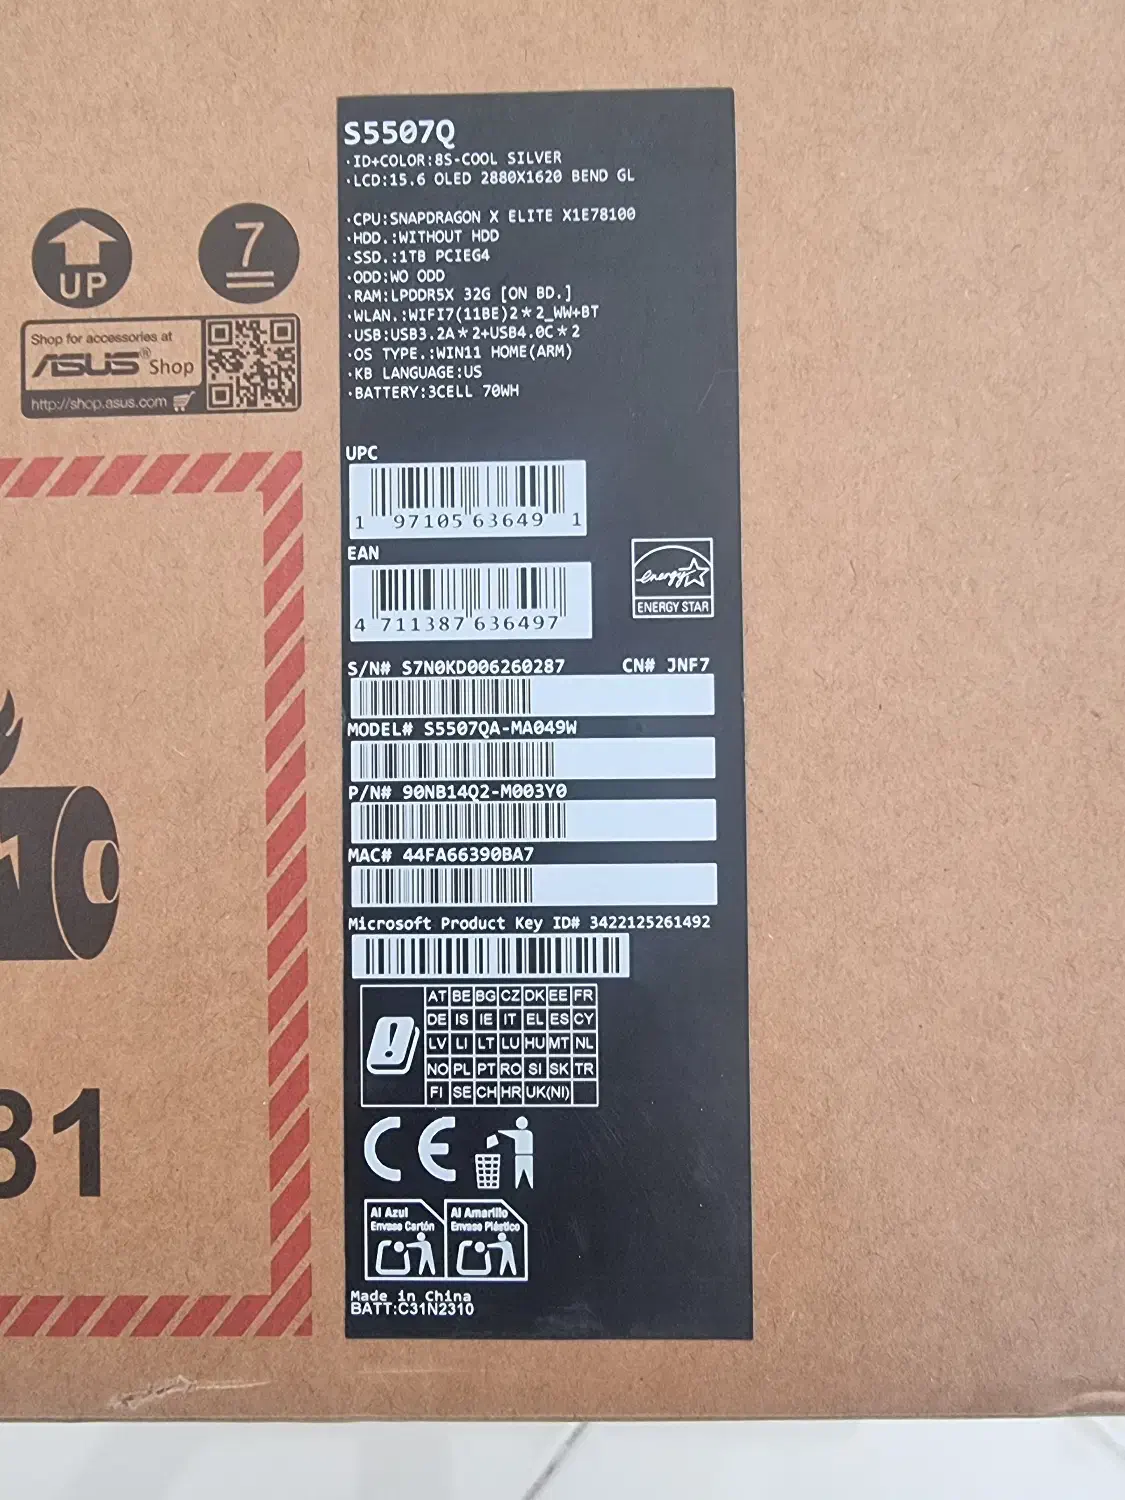 UP
7
Shop for accessories at
ASUS® Shop
http://shop.asus.com
31
S5507Q
·ID+COLOR:8S-COOL SILVER
·LCD:15.6 OLED 2880X1620 BEND GL
·CPU:SNAPDRAGON X ELITE X1E78100
·HDD.:WITHOUT HDD
·SSD.:1TB PCIEG4
·ODD:WO ODD
·RAM:LPDDR5X 32G [ON BD.]
·WLAN.:WIFI7(11BE)2*2_WW+BT
·USB:USB3.2A*2+USB4.0C*2
·OS TYPE.:WIN11 HOME(ARM)
·KB LANGUAGE:US
·BATTERY:3CELL 70WH
UPC
1 97105 63649 1
EAN
4 711387 636497
energy
ENERGY STAR
S/N# S7N0KD006260287 CN# JNF7
MODEL# S5507QA-MA049W
P/N# 90NB14Q2-M003Y0
MAC# 44FA66390BA7
Microsoft Product Key ID# 3422125261492
AT BE BG CZ DK EE FR
DE IS IE IT EL ES CY
LV LI LT LU HU MT NL
NO PL PT RO SI SK TR
FI SE CH HR UK(NI)
CE
Al Azul
Envase Cartón
Al Amarillo
Envase Plástico
Made in China
BATT:C31N2310